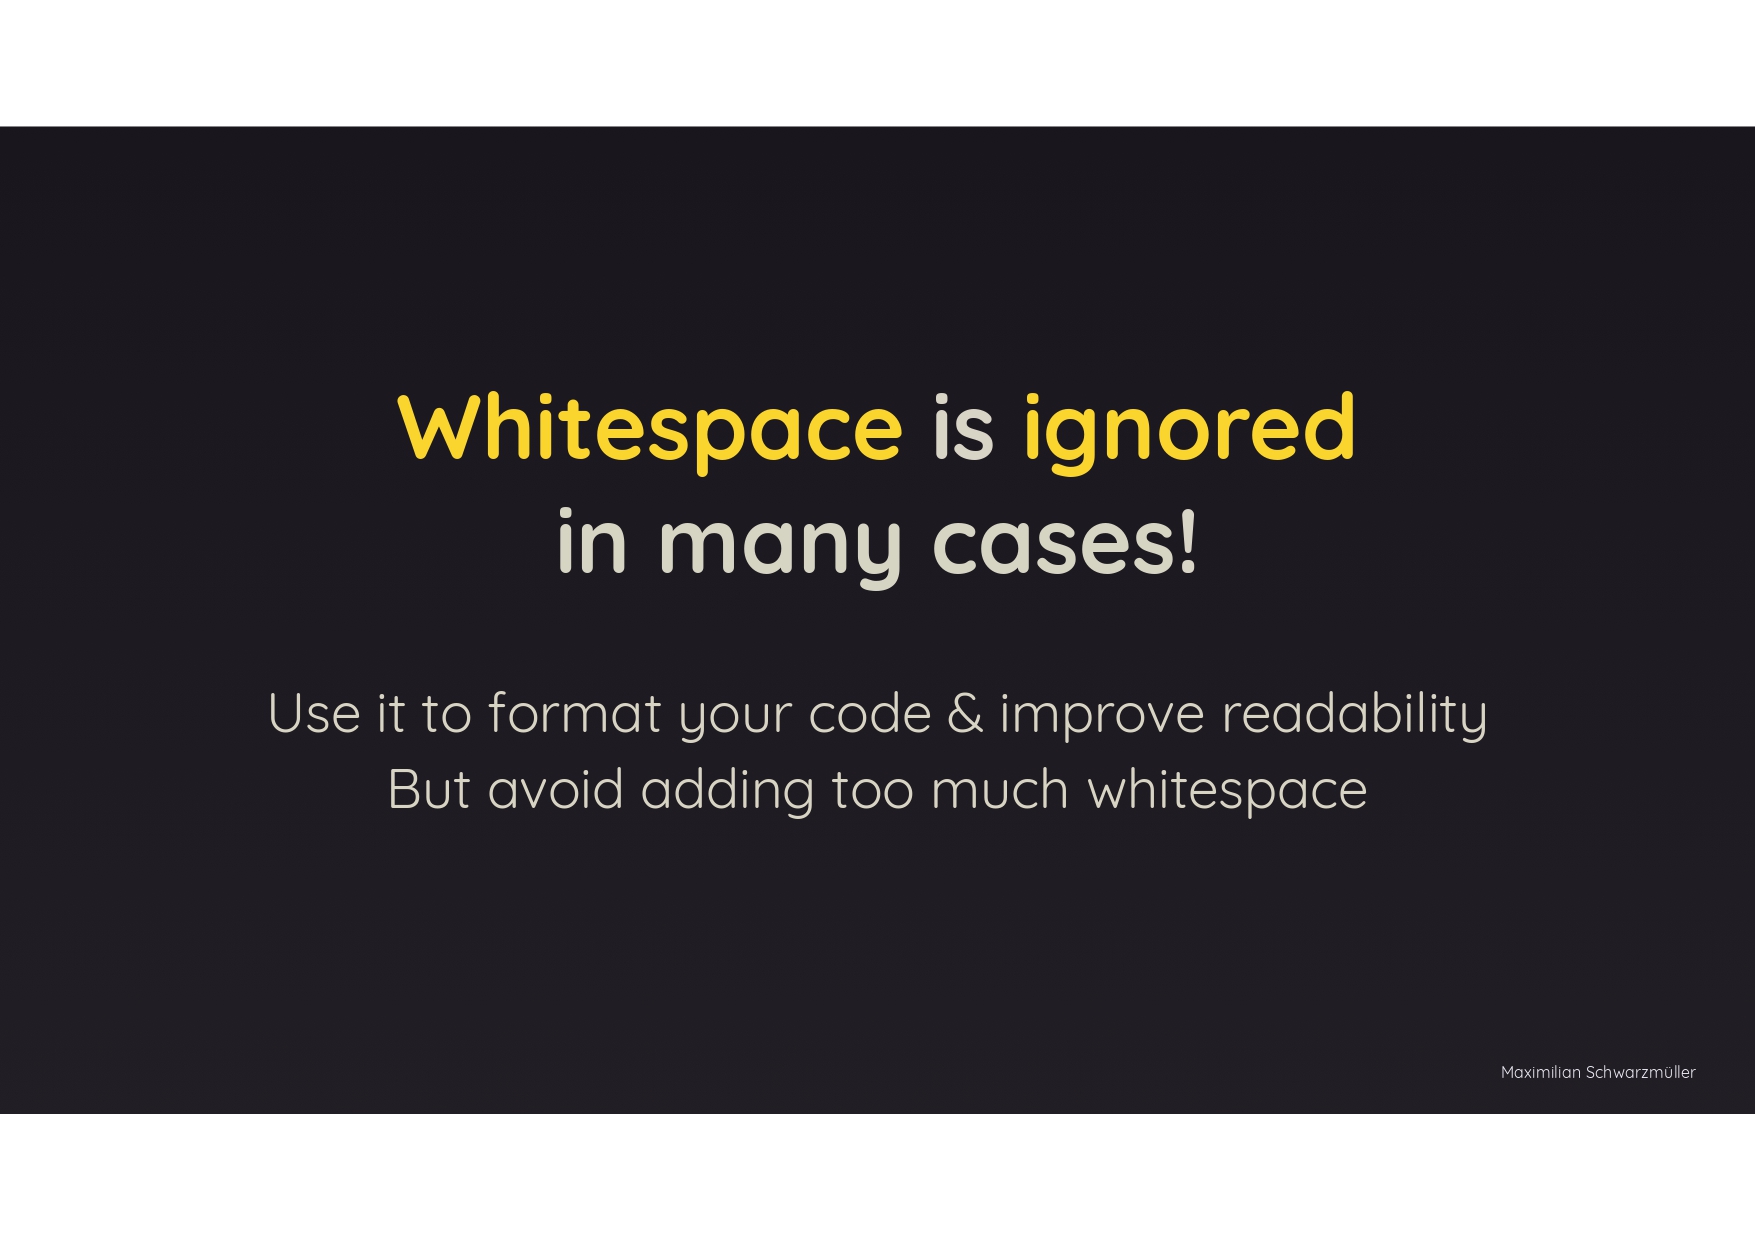 Whitespace is ignored
in many cases!
Use it to format your code & improve readability
But avoid adding too much whitespace
Maximilian Schwarzmüller